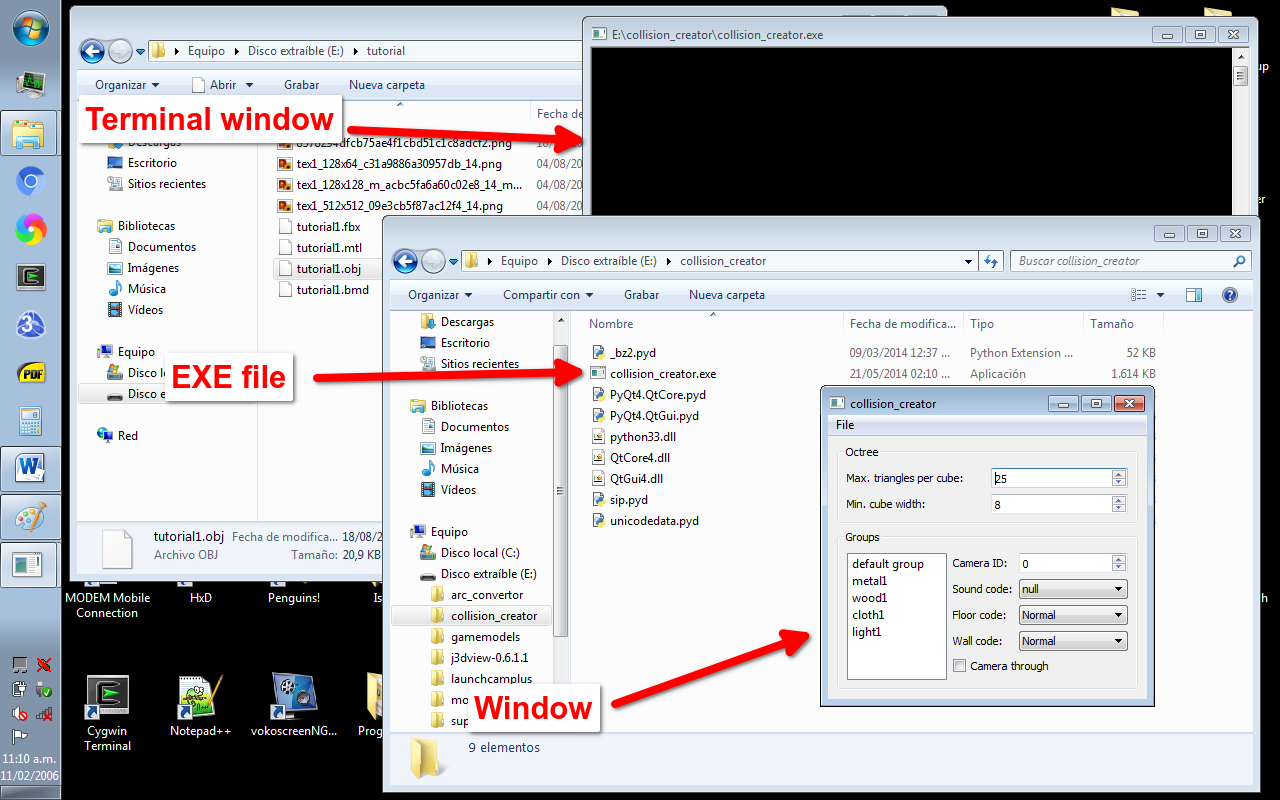 Equipo Disco extraíble (E:) tutorial
Organizar Abrir Grabar Nueva carpeta
Fecha de
Terminal window
Escritorio
Sitios recientes
Bibliotecas
Documentos
Imágenes
Música
Vídeos
Equipo
Red
tex1_128x64_c31a9886a30957db_14.png 04/08/20
tex1_128x128_m_acbc5fa6a60c02e8_14_m... 04/08/20
tex1_512x512_09e3cb5f87ac12f4_14.png 04/08/20
tutorial1.fbx
tutorial1.mtl
tutorial1.obj
tutorial1.bmd
EXE file
tutorial1.obj Fecha de modifica... 18/08/2
Archivo OBJ Tamaño: 20,9 KB
E:\collision_creator\collision_creator.exe
Equipo Disco extraíble (E:) collision_creator
Buscar collision_creator
Organizar Compartir con Grabar Nueva carpeta
Descargas
Escritorio
Sitios recientes
Bibliotecas
Documentos
Imágenes
Música
Vídeos
Equipo
Disco local (C:)
Disco extraíble (E:)
arc_convertor
collision_creator
gamemodels
j3dview-0.6.1.1
launchcamplus
mo
sup
Nombre Fecha de modifica... Tipo Tamaño
_bz2.pyd 09/03/2014 12:37 ... Python Extension ... 52 KB
collision_creator.exe 21/05/2014 02:10 ... Aplicación 1.614 KB
PyQt4.QtCore.pyd
PyQt4.QtGui.pyd
python33.dll
QtCore4.dll
QtGui4.dll
sip.pyd
unicodedata.pyd
9 elementos
Window
collision_creator
File
Octree
Max. triangles per cube: 25
Min. cube width: 8
Groups
default group
metal1
wood1
cloth1
light1
Camera ID: 0
Sound code: null
Floor code: Normal
Wall code: Normal
Camera through
MODEM Mobile
Connection
HxD
Penguins!
Is
Cygwin
Terminal
Notepad++
vokoscreenNG...
Prog
PDF
11:10 a.m.
11/02/2006